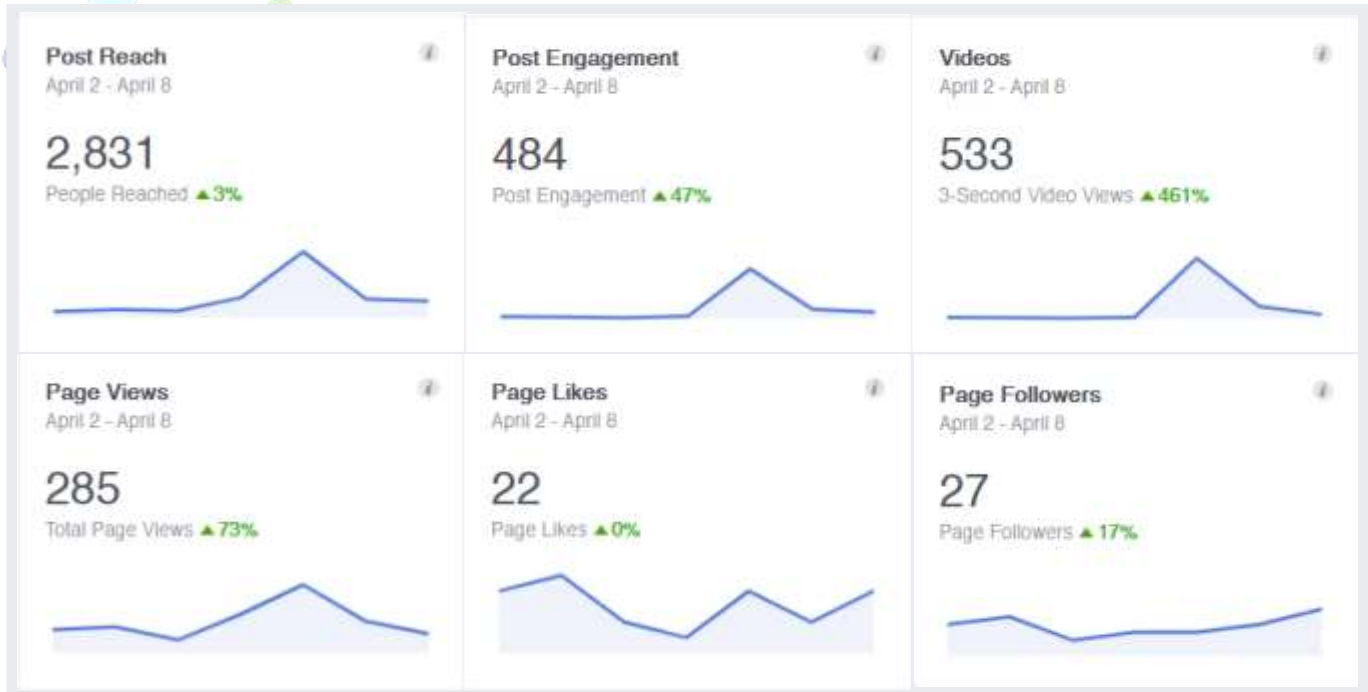 Post Reach
April 2 - April 8
2,831
People Reached ▲3%
Post Engagement
April 2 - April 8
484
Post Engagement ▲47%
Videos
April 2 - April 8
533
3-Second Video Views ▲461%
Page Views
April 2 - April 8
285
Total Page Views ▲73%
Page Likes
April 2 - April 8
22
Page Likes ▲0%
Page Followers
April 2 - April 8
27
Page Followers ▲ 17%